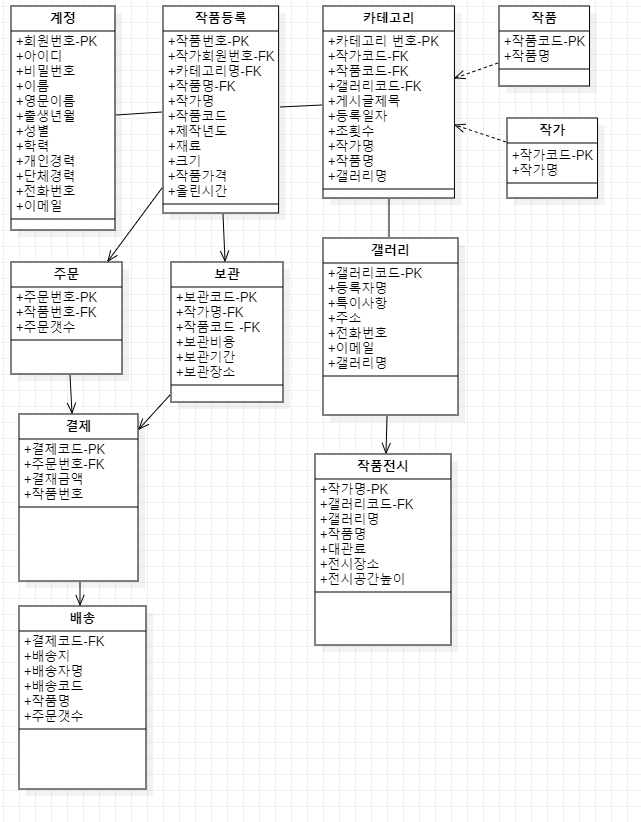 계정
+회원번호-PK
+아이디
+비밀번호
+이름
+영문이름
+출생년월
+성별
+학력
+개인경력
+단체경력
+전화번호
+이메일
작품등록
+작품번호-PK
+작가회원번호-FK
+카테고리명-FK
+작품명-FK
+작가명
+작품코드
+제작년도
+재료
+크기
+작품가격
+올린시간
카테고리
+카테고리 번호-PK
+작가코드-FK
+작품코드-FK
+갤러리코드-FK
+게시글제목
+등록일자
+조횟수
+작가명
+작품명
+갤러리명
작품
+작품코드-PK
+작품명
작가
+작가코드-PK
+작가명
주문
+주문번호-PK
+작품번호-FK
+주문갯수
보관
+보관코드-PK
+작가명-FK
+작품코드 -FK
+보관비용
+보관기간
+보관장소
갤러리
+갤러리코드-PK
+등록자명
+특이사항
+주소
+전화번호
+이메일
+갤러리명
결제
+결제코드-PK
+주문번호-FK
+결재금액
+작품번호
작품전시
+작가명-PK
+갤러리코드-FK
+갤러리명
+작품명
+대관료
+전시장소
+전시공간높이
배송
+결제코드-FK
+배송지
+배송자명
+배송코드
+작품명
+주문갯수